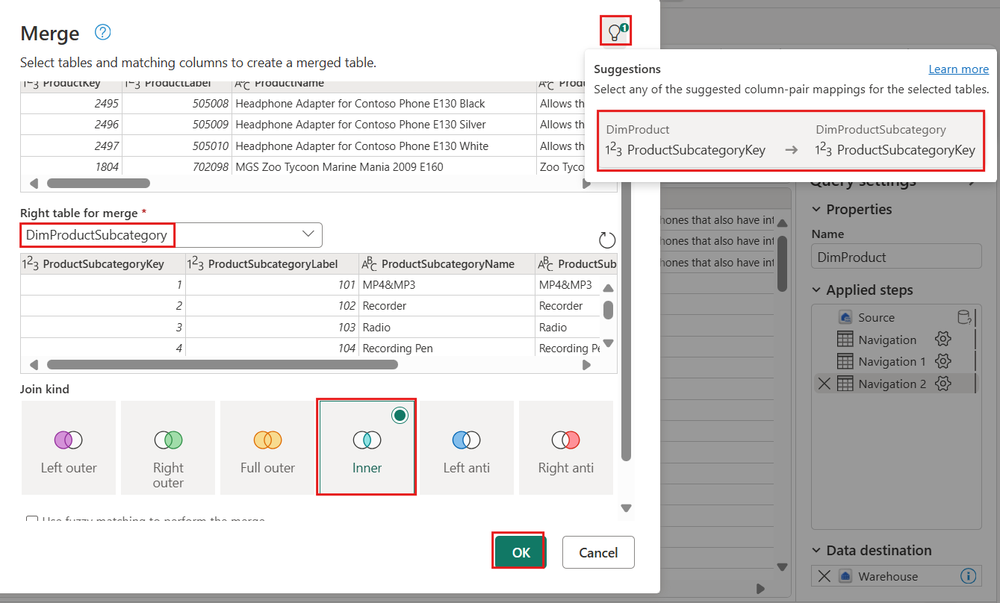 Merge
1
Select tables and matching columns to create a merged table.
ProductKey ProductLabel ProductName
2495 505008 Headphone Adapter for Contoso Phone E130 Black Allows th
2496 505009 Headphone Adapter for Contoso Phone E130 Silver Allows th
2497 505010 Headphone Adapter for Contoso Phone E130 White Allows th
1804 702098 MGS Zoo Tycoon Marine Mania 2009 E160 Zoo Tyco
Suggestions Learn more
Select any of the suggested column-pair mappings for the selected tables.
DimProduct DimProductSubcategory
123 ProductSubcategoryKey → 123 ProductSubcategoryKey
Right table for merge *
DimProductSubcategory
123 ProductSubcategoryKey 123 ProductSubcategoryLabel ABC ProductSubcategoryName ABC ProductSub
1 101 MP4&MP3 MP4&MP3
2 102 Recorder Recorder
3 103 Radio Radio
4 104 Recording Pen Recording Pe
Join kind
Left outer
Right outer
Full outer
Inner
Left anti
Right anti
Use fuzzy matching to perform the merge
OK Cancel
hones that also have int
hones that also have int
hones that also have int
Query settings
Properties
Name
DimProduct
Applied steps
Source
Navigation
Navigation 1
Navigation 2
Data destination
Warehouse